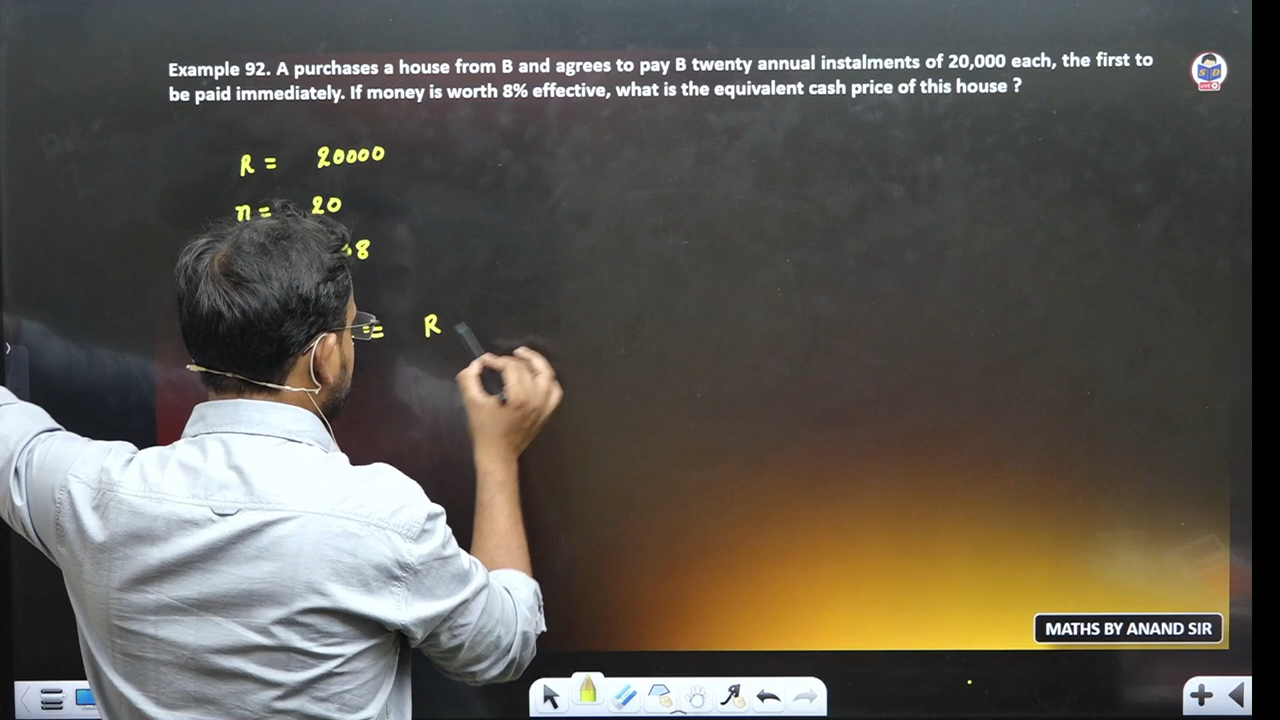 Example 92. A purchases a house from B and agrees to pay B twenty annual instalments of 20,000 each, the first to
be paid immediately. If money is worth 8% effective, what is the equivalent cash price of this house ?
R = 20000
n = 20
8
= R
MATHS BY ANAND SIR